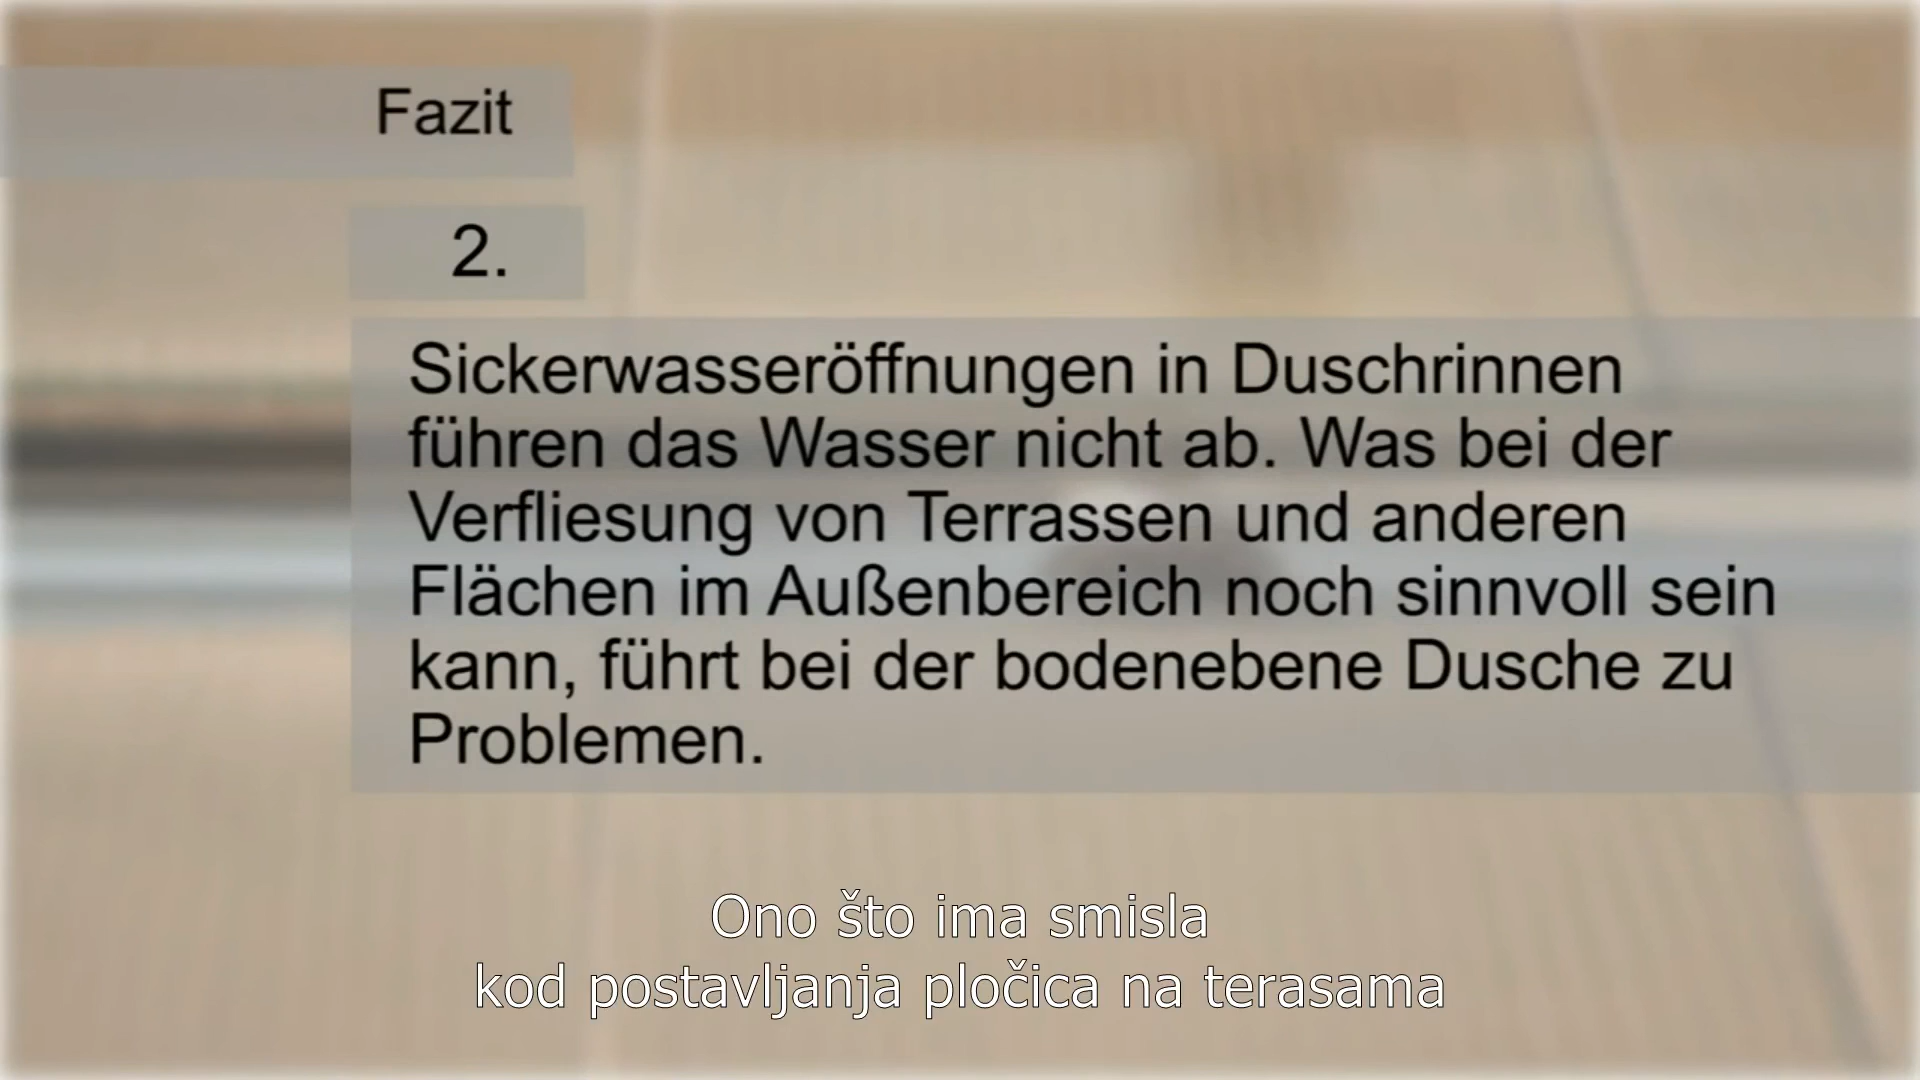 Fazit
2.
Sickerwasseröffnungen in Duschrinnen
führen das Wasser nicht ab. Was bei der
Verfliesung von Terrassen und anderen
Flächen im Außenbereich noch sinnvoll sein
kann, führt bei der bodenebene Dusche zu
Problemen.
Ono što ima smisla
kod postavljanja pločica na terasama